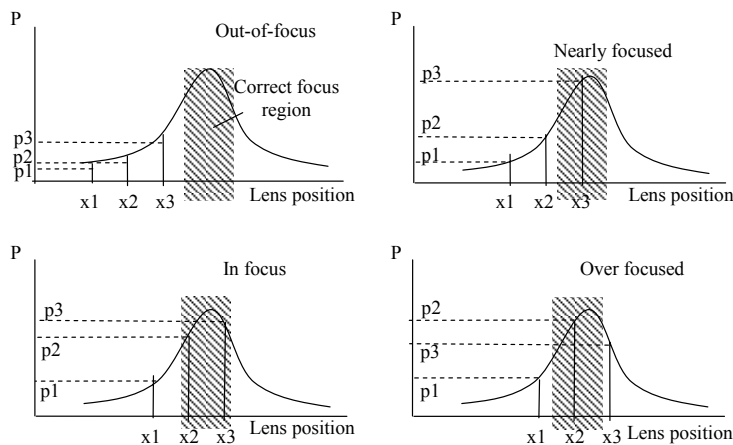 P
Out-of-focus
Correct focus
region
p3
p2
p1
x1 x2 x3
Lens position
P
Nearly focused
p3
p2
p1
x1 x2 x3
Lens position
P
In focus
p3
p2
p1
x1 x2 x3
Lens position
P
Over focused
p2
p3
p1
x1 x2 x3
Lens position